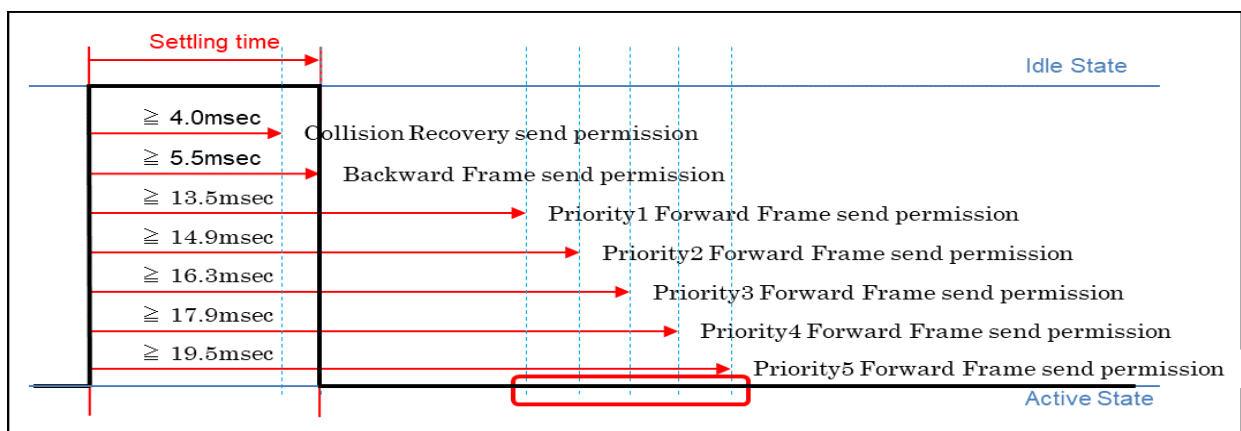 Settling time
Idle State
≧ 4.0msec
Collision Recovery send permission
≧ 5.5msec
Backward Frame send permission
≧ 13.5msec
Priority1 Forward Frame send permission
≧ 14.9msec
Priority2 Forward Frame send permission
≧ 16.3msec
Priority3 Forward Frame send permission
≧ 17.9msec
Priority4 Forward Frame send permission
≧ 19.5msec
Priority5 Forward Frame send permission
Active State